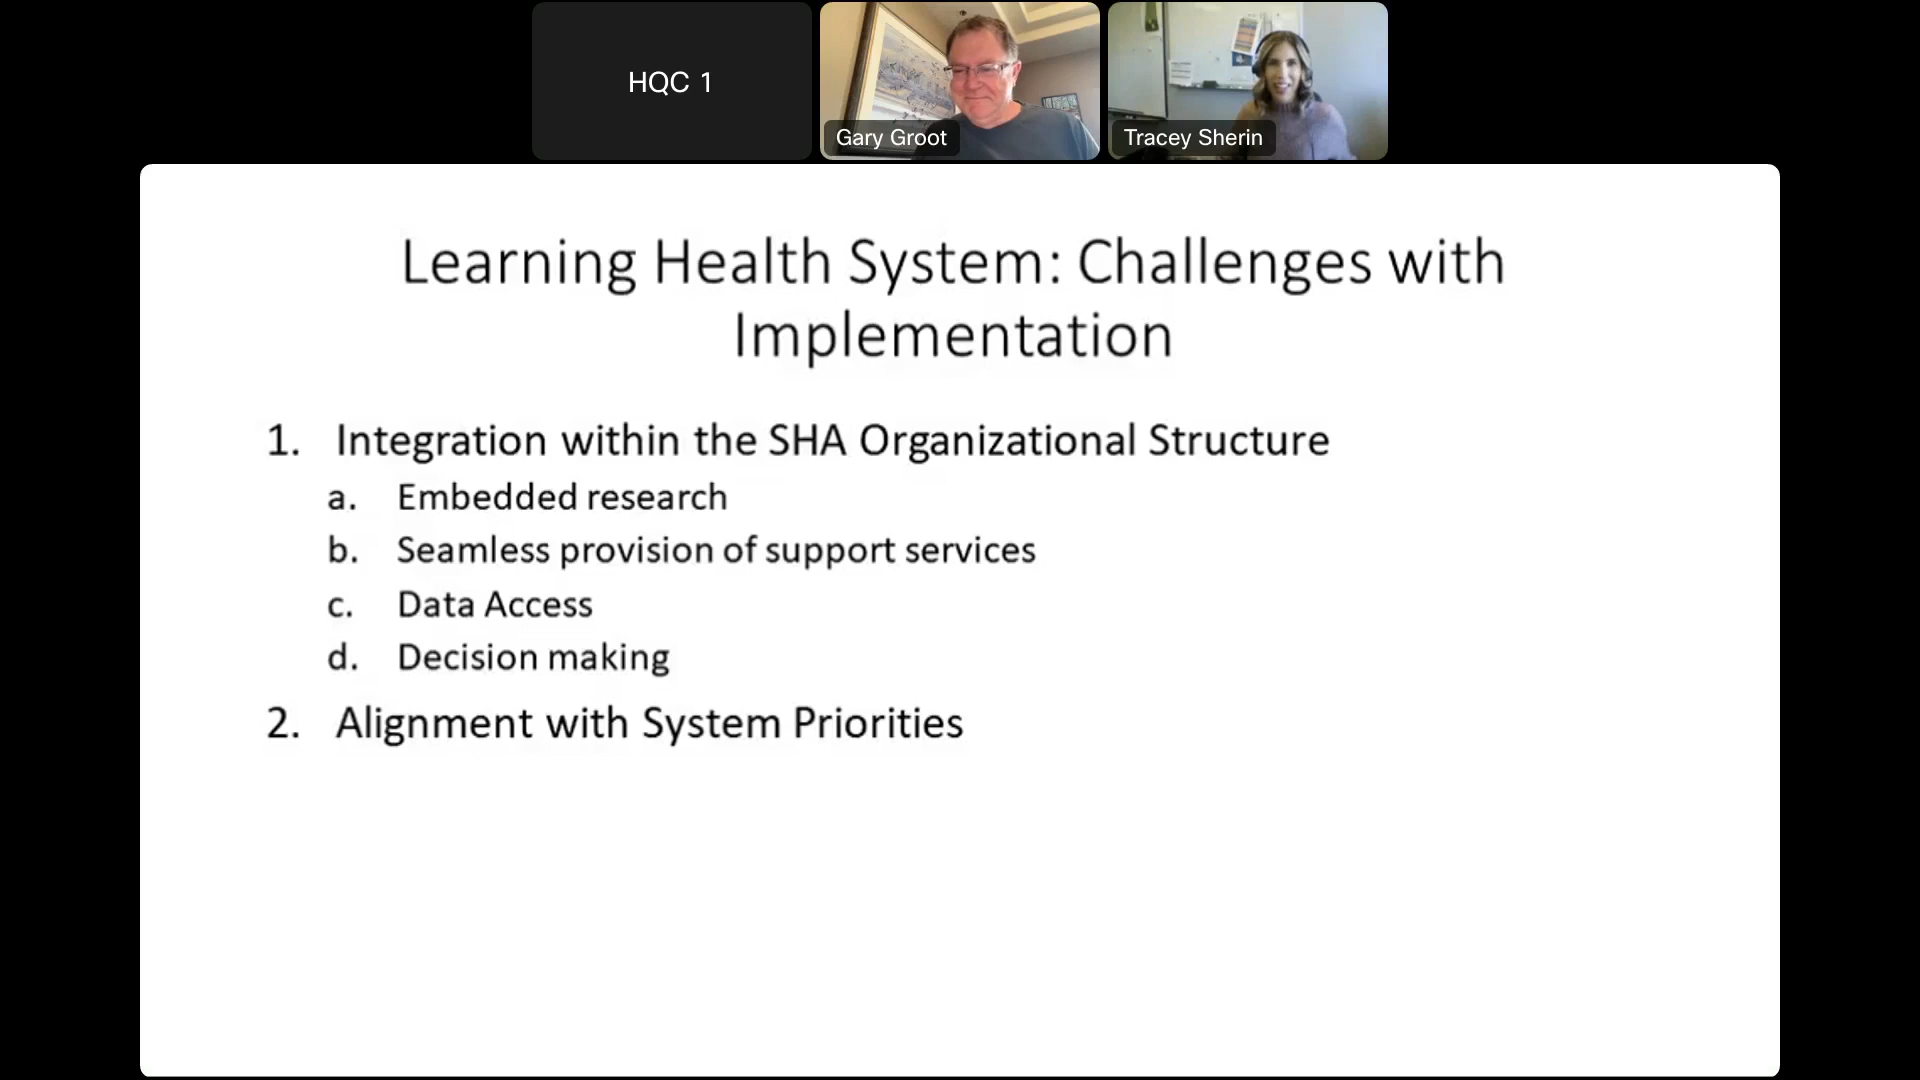 HQC 1
Gary Groot
Tracey Sherin
Learning Health System: Challenges with
Implementation
1. Integration within the SHA Organizational Structure
a. Embedded research
b. Seamless provision of support services
c. Data Access
d. Decision making
2. Alignment with System Priorities